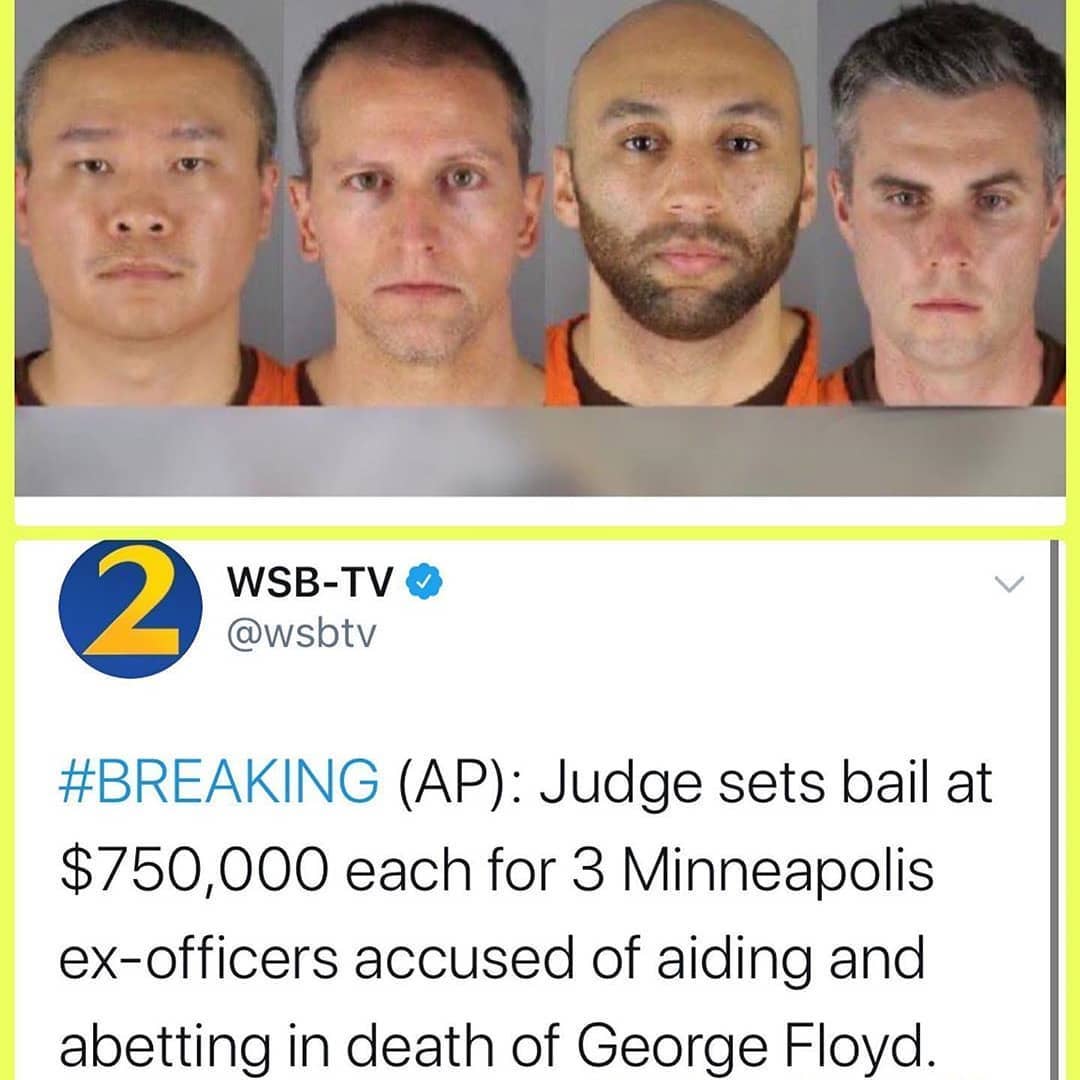 2
WSB-TV
@wsbtv
#BREAKING (AP): Judge sets bail at
$750,000 each for 3 Minneapolis
ex-officers accused of aiding and
abetting in death of George Floyd.